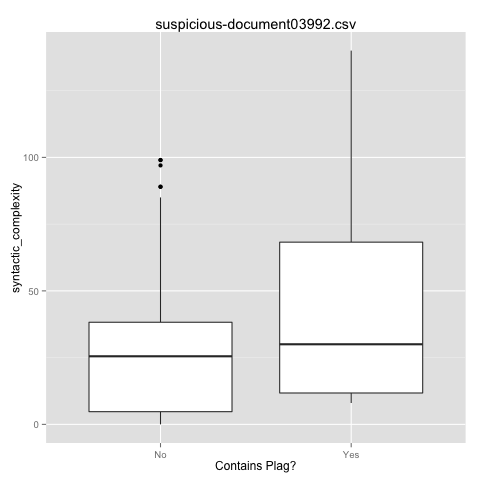 suspicious-document03992.csv
syntactic_complexity
100
50
0
No
Yes
Contains Plag?